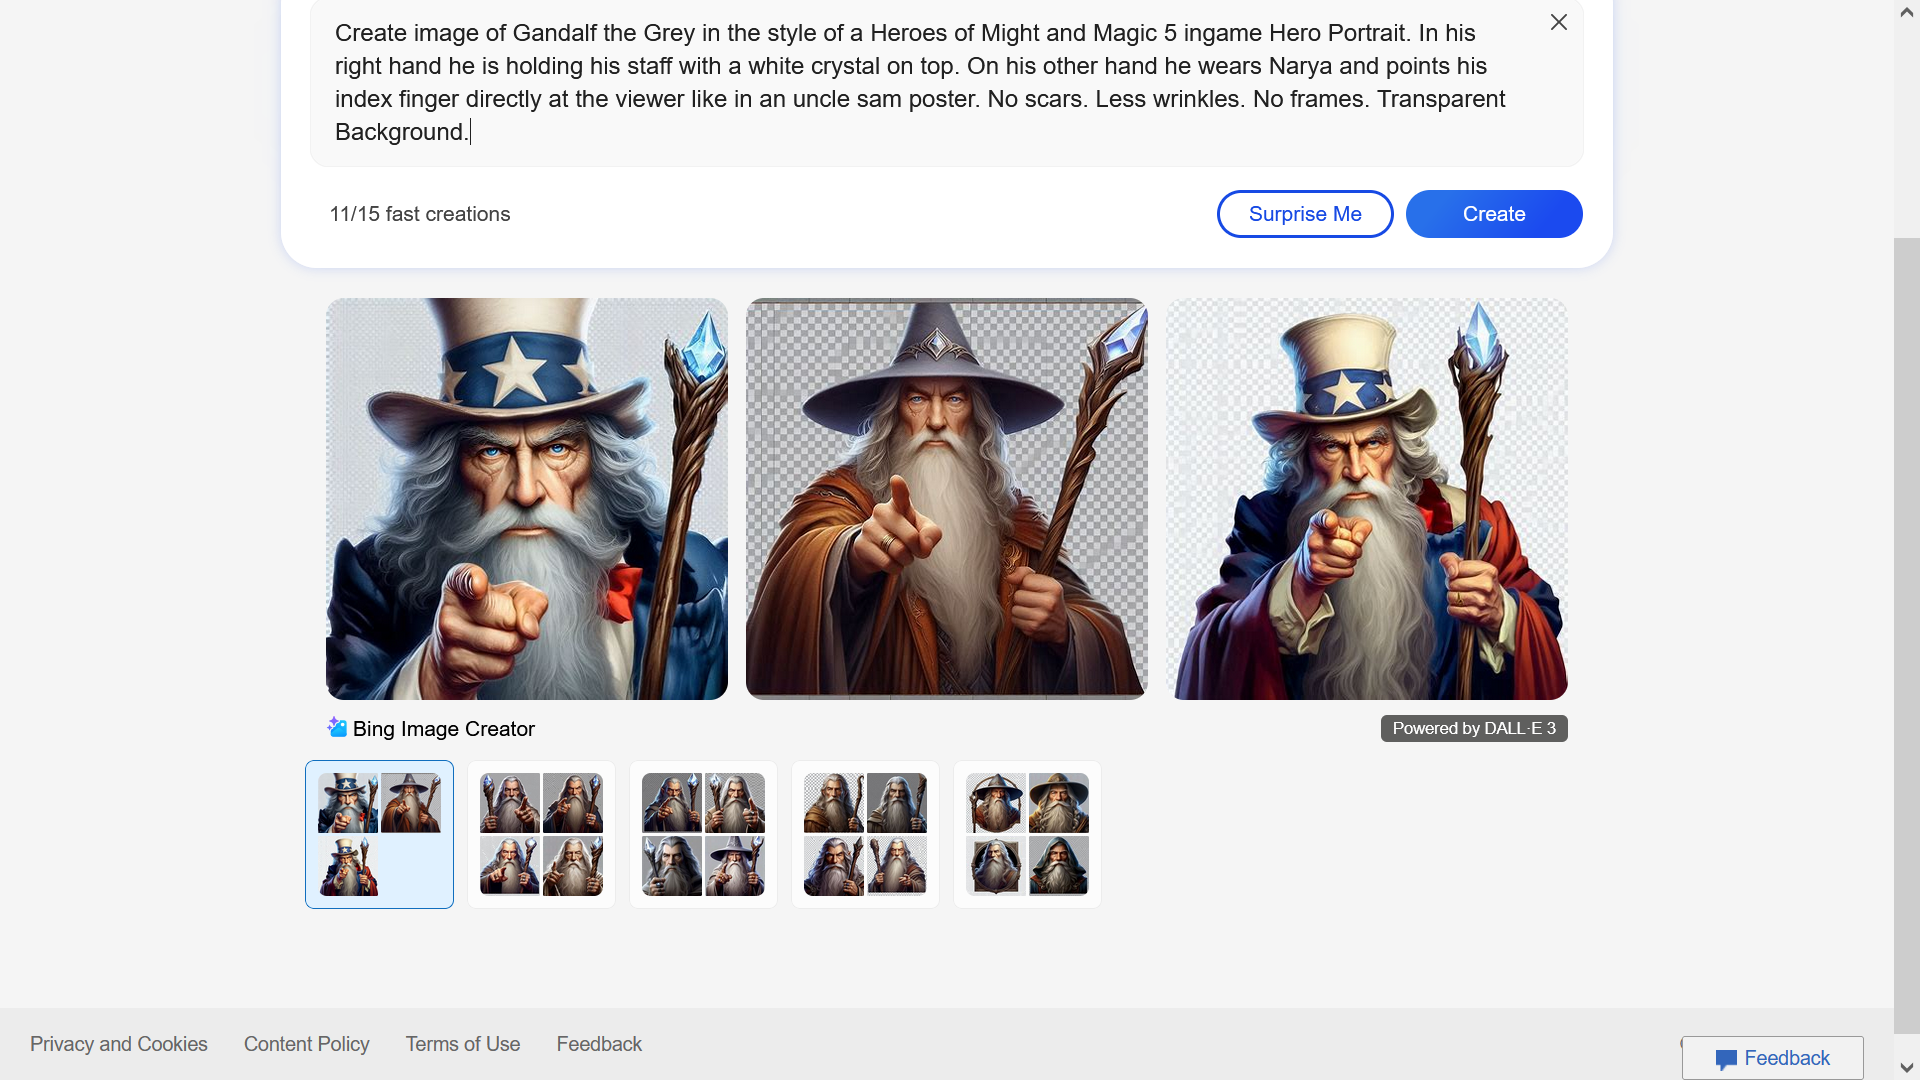 Create image of Gandalf the Grey in the style of a Heroes of Might and Magic 5 ingame Hero Portrait. In his
right hand he is holding his staff with a white crystal on top. On his other hand he wears Narya and points his
index finger directly at the viewer like in an uncle sam poster. No scars. Less wrinkles. No frames. Transparent
Background.
11/15 fast creations
Surprise Me
Create
Bing Image Creator
Powered by DALL·E 3
Privacy and Cookies
Content Policy
Terms of Use
Feedback
Feedback